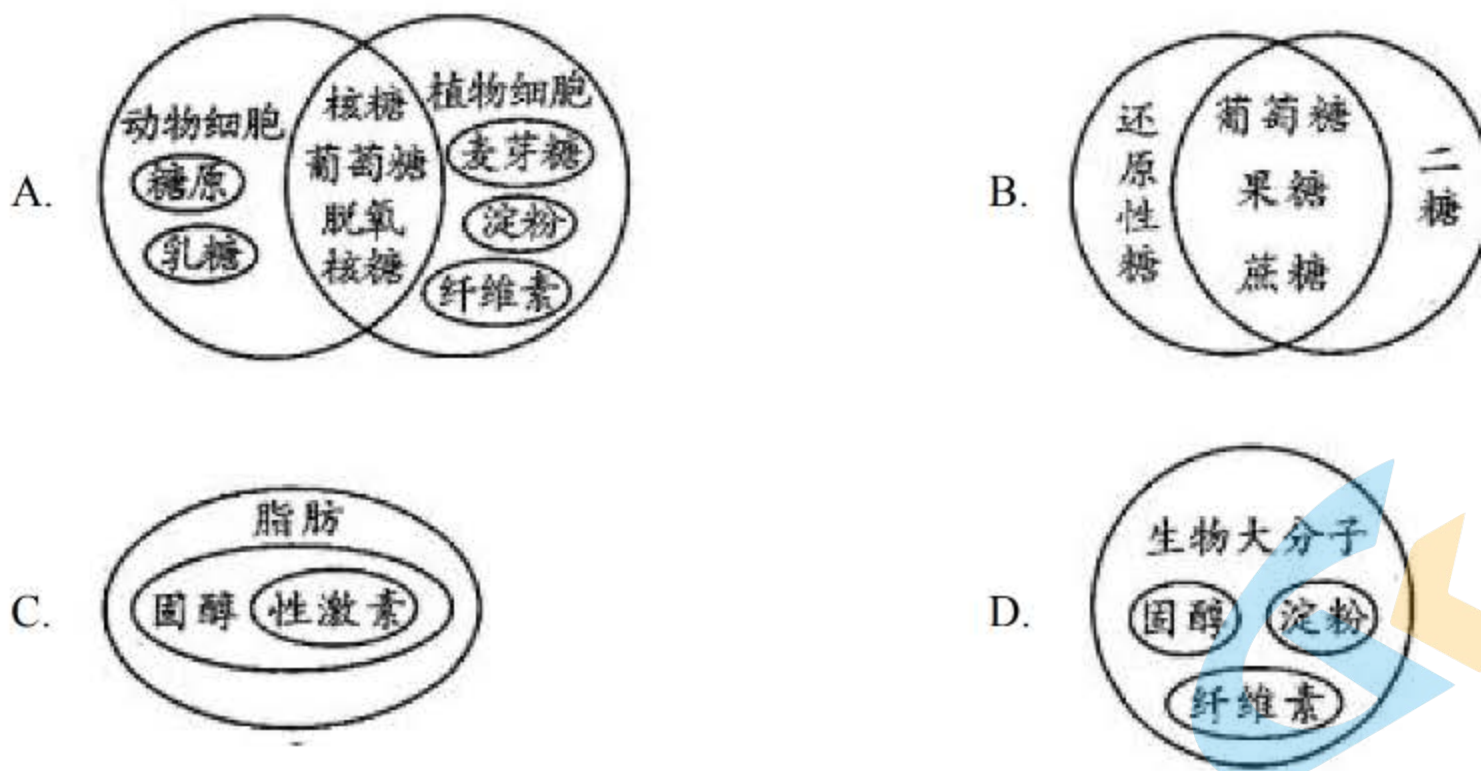 A.
动物细胞
糖原
乳糖
核糖
葡萄糖
脱氧
核糖
植物细胞
麦芽糖
淀粉
纤维素
B.
还原性糖
葡萄糖
果糖
蔗糖
二糖
C.
脂肪
固醇
性激素
D.
生物大分子
固醇
淀粉
纤维素